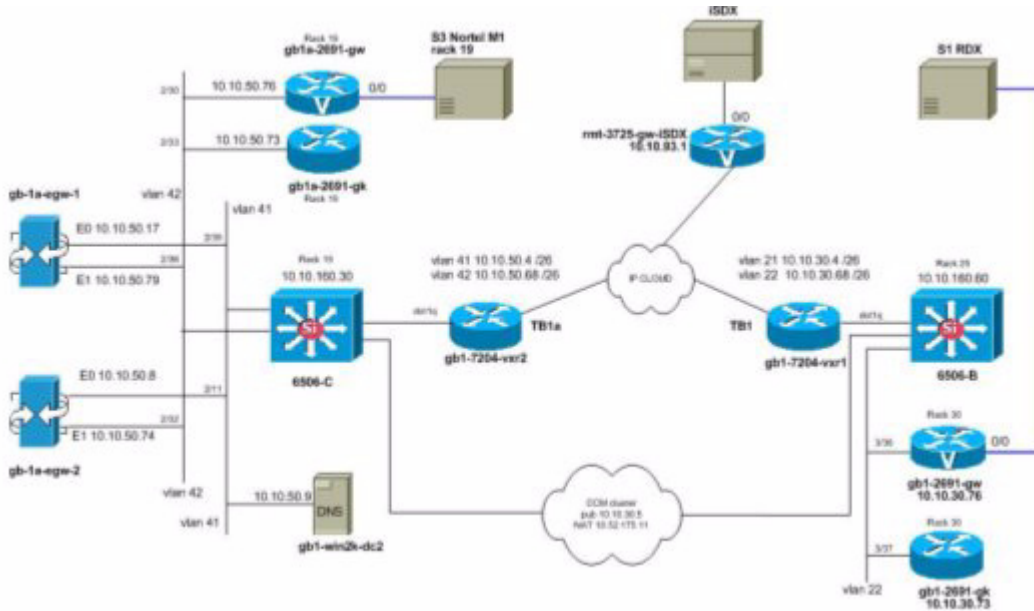 iSDX
Rack 19
gb1a-2691-gw
S3 Nortel M1
rack 19
S1 RDX
2/30
10.10.50.76
0/0
0/0
rmt-3725-gw-iSDX
10.10.93.1
2/33
10.10.50.73
gb1a-2691-gk
Rack 19
gb-1a-egw-1
vlan 42
vlan 41
E0 10.10.50.17
E1 10.10.50.79
10.10.160.30
vlan 41 10.10.50.4 /26
vlan 42 10.10.50.68 /26
IP CLOUD
vlan 21 10.10.30.4 /26
vlan 22 10.10.30.68 /26
10.10.160.60
Si
dot1q
TB1a
TB1
dot1q
Si
gb1-7204-vxr2
gb1-7204-vxr1
6506-C
6506-B
E0 10.10.50.8
2/11
2/32
E1 10.10.50.74
gb-1a-egw-2
Rack 30
3/36
0/0
gb1-2691-gw
10.10.30.76
vlan 42
vlan 41
10.10.50.9
DNS
gb1-win2k-dc2
CCM cluster
pub 10.10.30.5
NAT 10.52.175.11
Rack 30
3/37
vlan 22
gb1-2691-gk
10.10.30.73